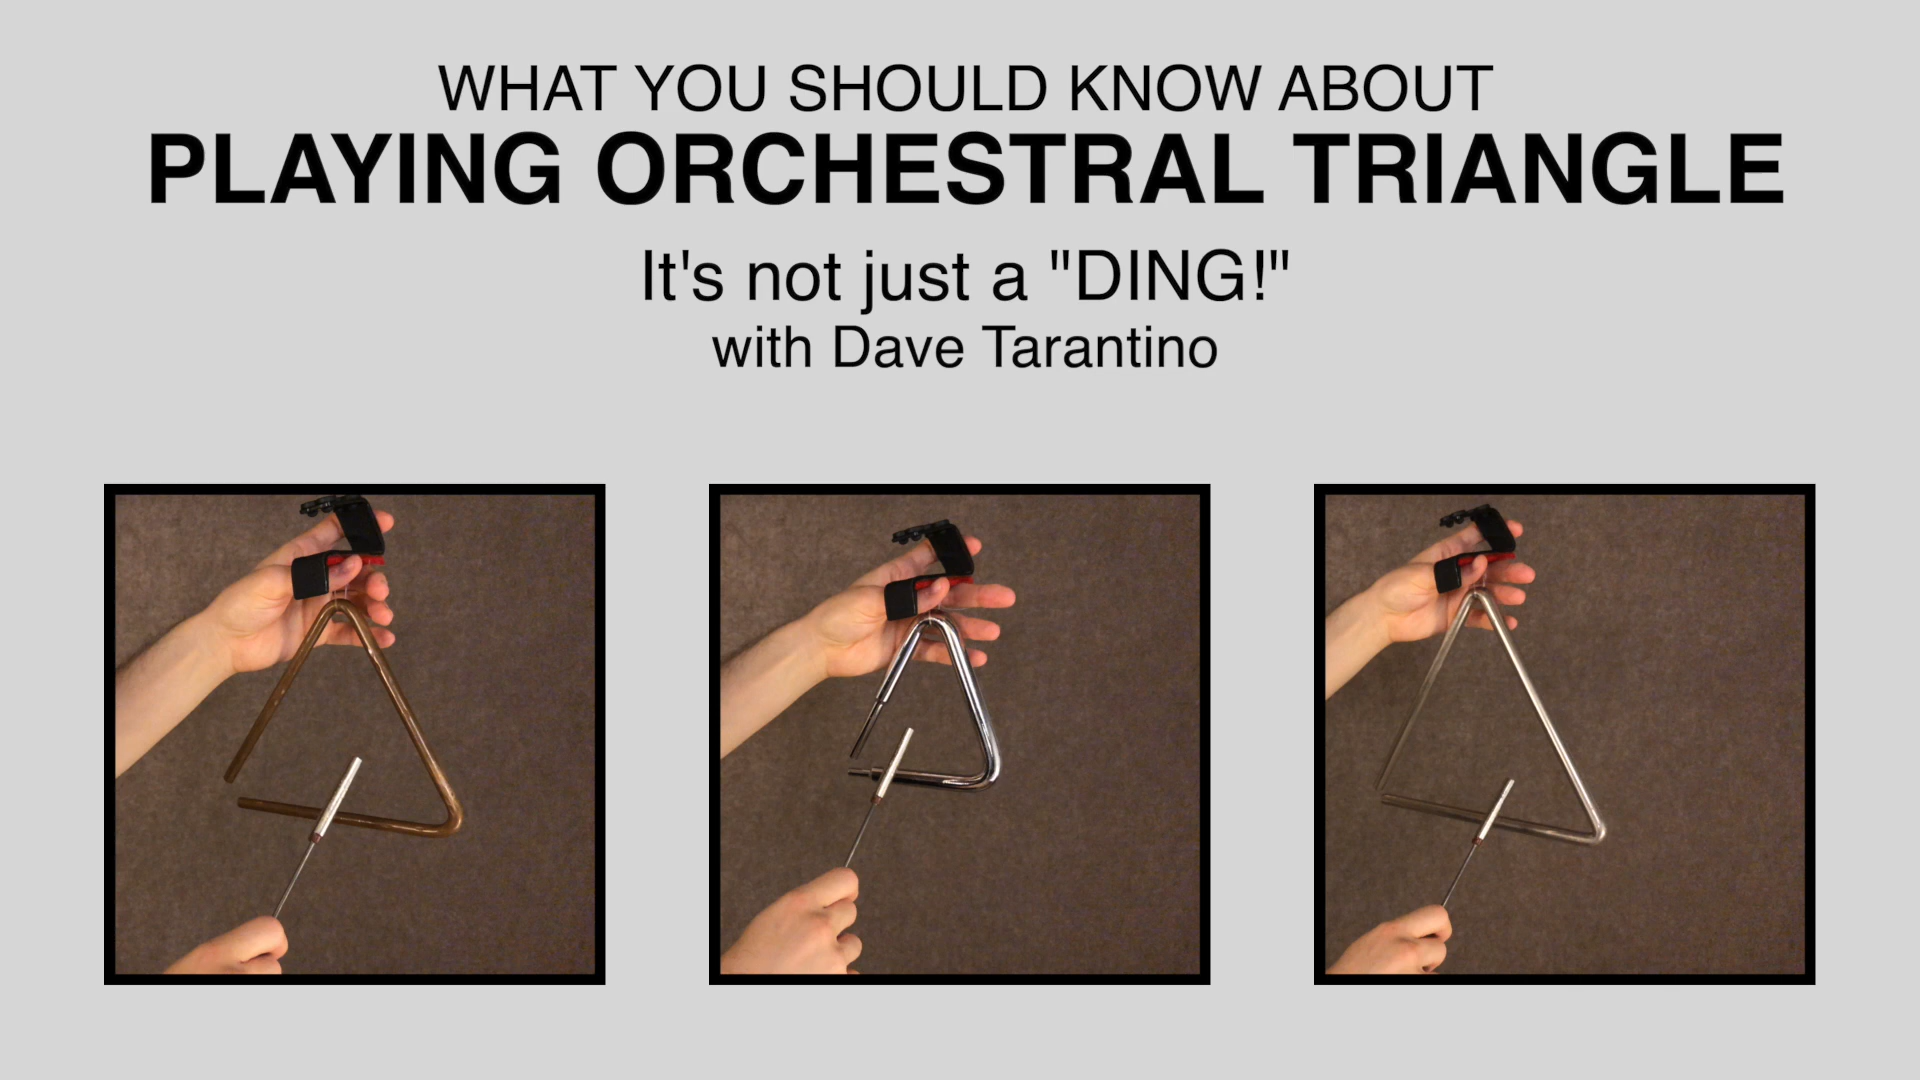 WHAT YOU SHOULD KNOW ABOUT
PLAYING ORCHESTRAL TRIANGLE
It's not just a "DING!"
with Dave Tarantino